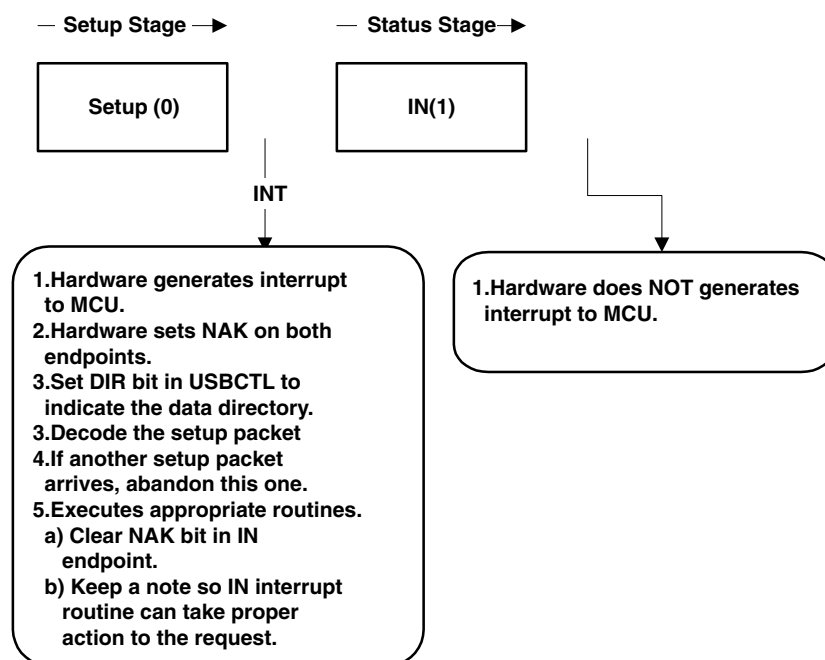 Setup Stage
Status Stage
Setup (0)
IN(1)
INT
1.Hardware generates interrupt
to MCU.
2.Hardware sets NAK on both
endpoints.
3.Set DIR bit in USBCTL to
indicate the data directory.
3.Decode the setup packet
4.If another setup packet
arrives, abandon this one.
5.Executes appropriate routines.
a) Clear NAK bit in IN
endpoint.
b) Keep a note so IN interrupt
routine can take proper
action to the request.
1.Hardware does NOT generates
interrupt to MCU.